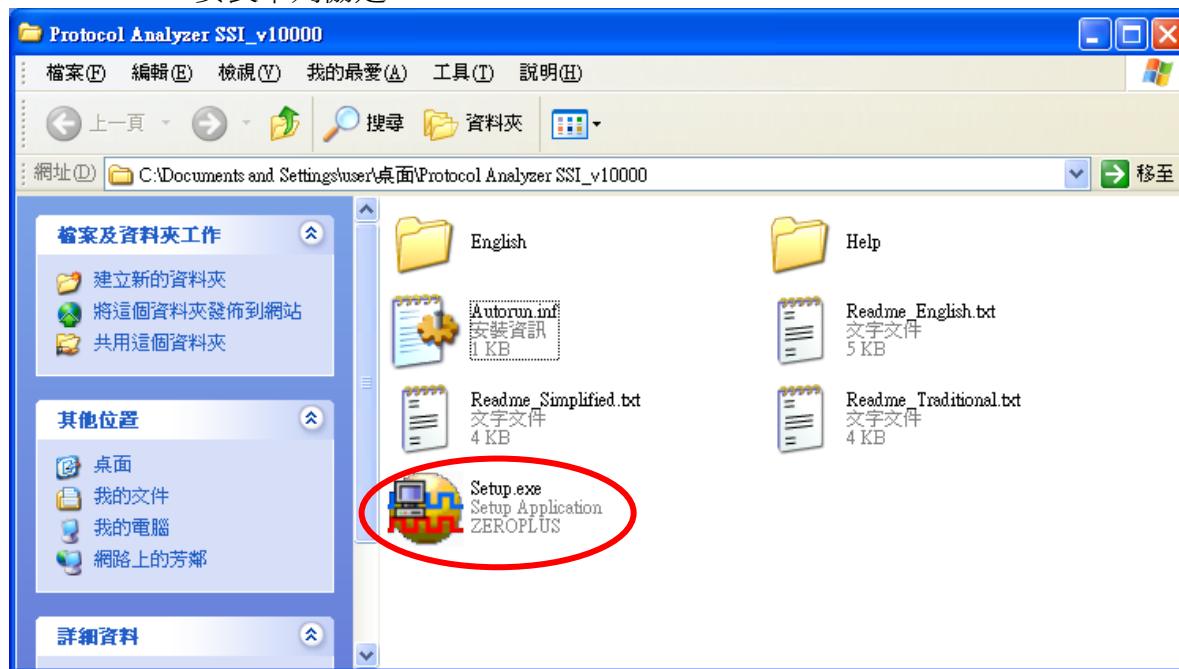 Protocol Analyzer SSI_v10000
檔案(F) 編輯(E) 檢視(V) 我的最愛(A) 工具(T) 說明(H)
上一頁 搜尋 資料夾
網址(D) C:\Documents and Settings\user\桌面\Protocol Analyzer SSI_v10000 移至
檔案及資料夾工作
建立新的資料夾
將這個資料夾發佈到網站
共用這個資料夾
其他位置
桌面
我的文件
我的電腦
網路上的芳鄰
詳細資料
English
Help
Autorun.inf
安裝資訊
1 KB
Readme_English.txt
文字文件
5 KB
Readme_Simplified.txt
文字文件
4 KB
Readme_Traditional.txt
文字文件
4 KB
Setup.exe
Setup Application
ZEROPLUS